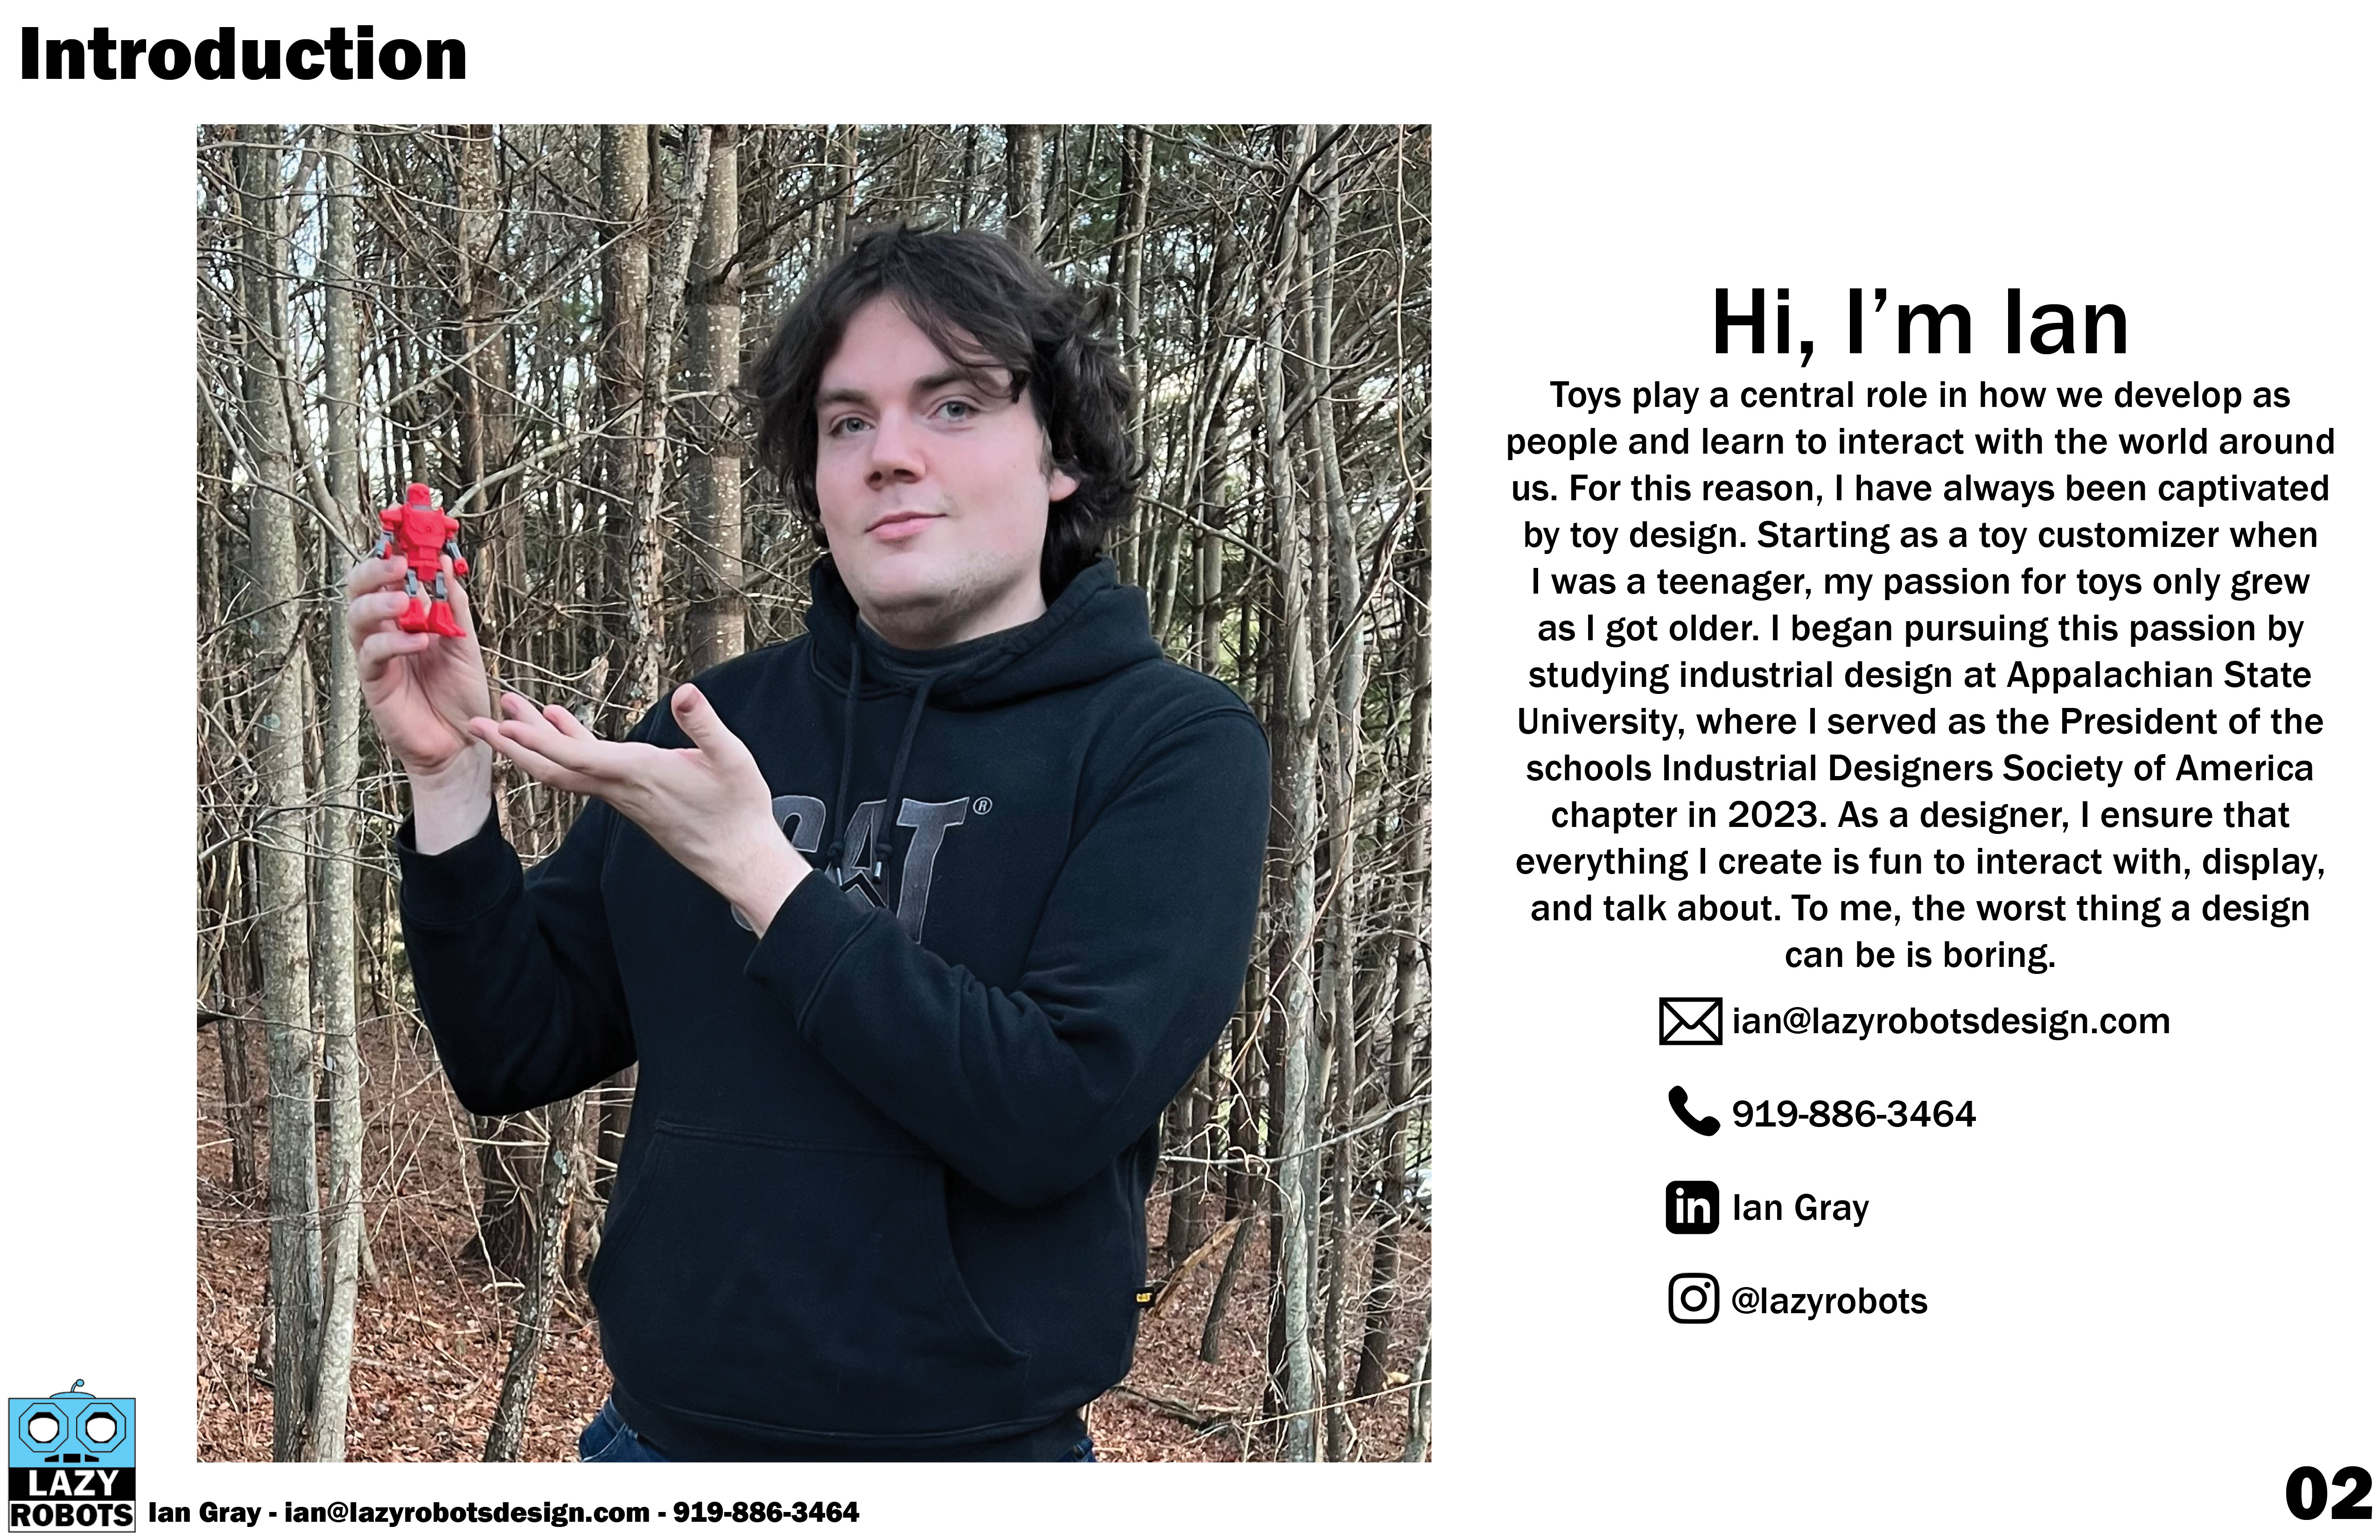 Introduction
Hi, I’m Ian
Toys play a central role in how we develop as
people and learn to interact with the world around
us. For this reason, I have always been captivated
by toy design. Starting as a toy customizer when
I was a teenager, my passion for toys only grew
as I got older. I began pursuing this passion by
studying industrial design at Appalachian State
University, where I served as the President of the
schools Industrial Designers Society of America
chapter in 2023. As a designer, I ensure that
everything I create is fun to interact with, display,
and talk about. To me, the worst thing a design
can be is boring.
ian@lazyrobotsdesign.com
919-886-3464
in Ian Gray
@lazyrobots
CAT®
CAT
LAZY
ROBOTS
Ian Gray - ian@lazyrobotsdesign.com - 919-886-3464
02